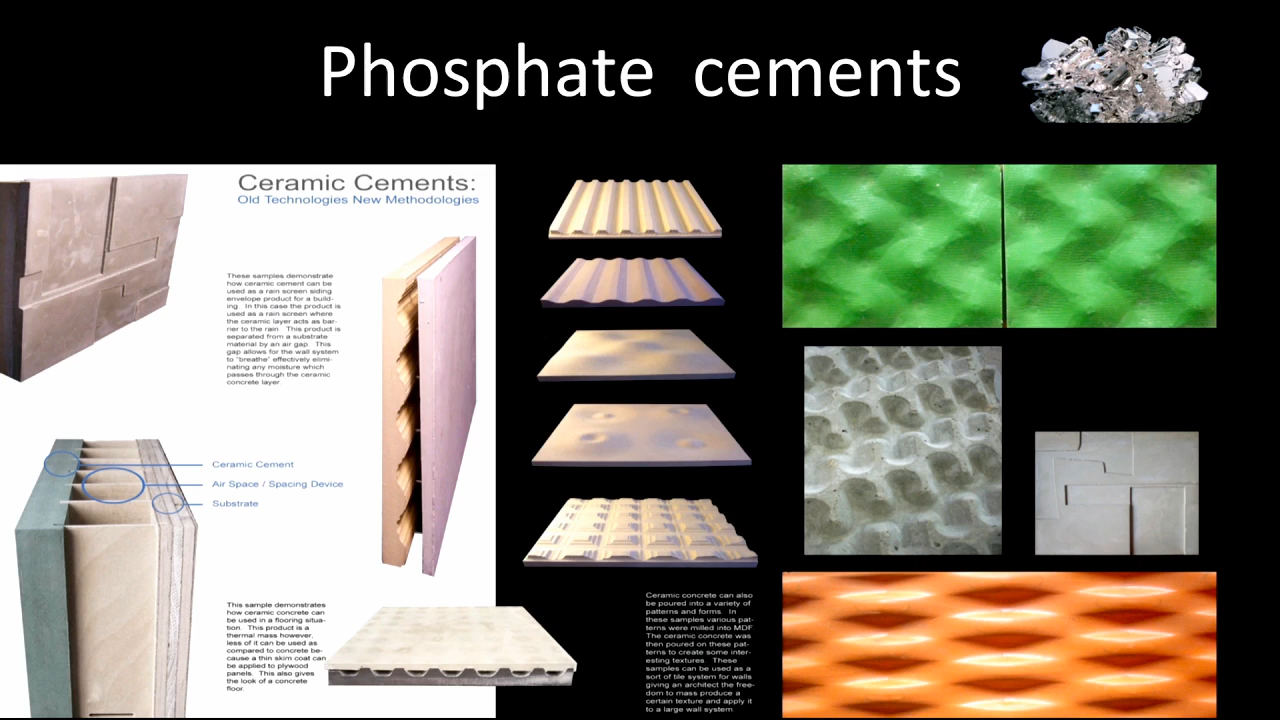 Phosphate cements
Ceramic Cements:
Old Technologies New Methodologies
These samples demonstrate
how ceramic cement can be
used as a rain screen siding
envelope product for a build-
ing. In this case the product is
used as a rain screen where
the ceramic layer acts as bar-
rier to the rain This product is
separated from a substrate
material by an air gap. This
gap allows for the wall system
to "breathe" effectively elimi-
nating any moisture which
passes through the ceramic
concrete layer
Ceramic Cement
Air Space / Spacing Device
Substrate
This sample demonstrates
how ceramic concrete can
be used in a flooring situa-
tion. This product is a
thermal mass however,
less of it can be used as
compared to concrete be-
cause a thin skim coat can
be applied to plywood
panels. This also gives
the look of a concrete
floor.
Ceramic concrete can also
be poured into a variety of
patterns and forms. In
these samples various pat-
terns were milled into MDF
The ceramic concrete was
then poured on these pat-
terns to create some inter-
esting textures. These
samples can be used as a
sort of tile system for walls
giving an architect the free-
dom to mass produce a
certain texture and apply it
to a large wall system